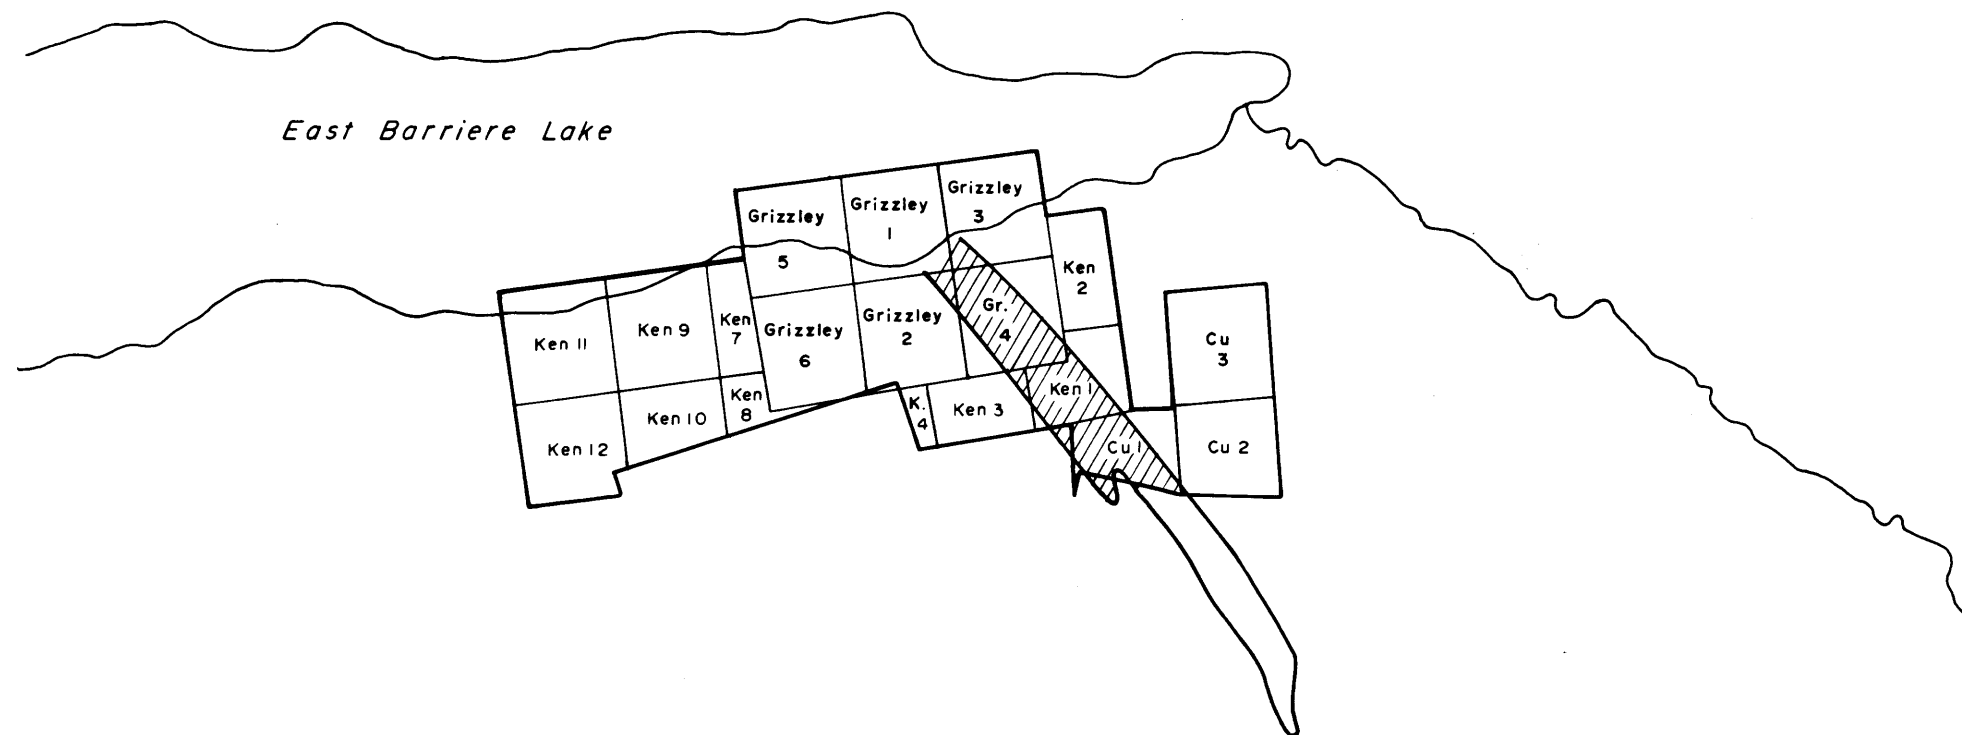 East Barriere Lake
Grizzley
5
Grizzley
1
Grizzley
3
Ken
2
Ken 11
Ken 9
Ken
7
Grizzley
6
Grizzley
2
Gr.
4
Cu
3
Ken 12
Ken 10
Ken
8
K.
4
Ken 3
Ken 1
Cu 1
Cu 2